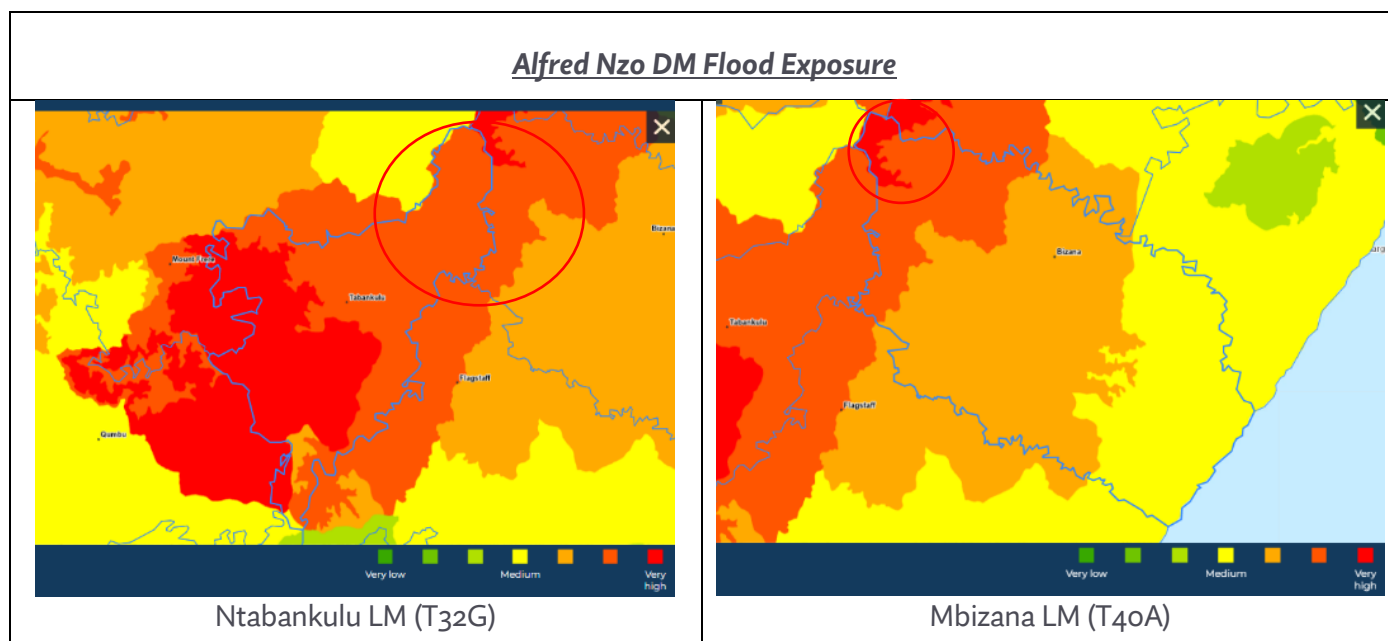 Alfred Nzo DM Flood Exposure
Mount Frere
Tabankulu
Bizana
Flagstaff
Qumbu
Very low
Medium
Very high
Ntabankulu LM (T32G)
Bizana
Tabankulu
Flagstaff
Very low
Medium
Very high
Mbizana LM (T40A)